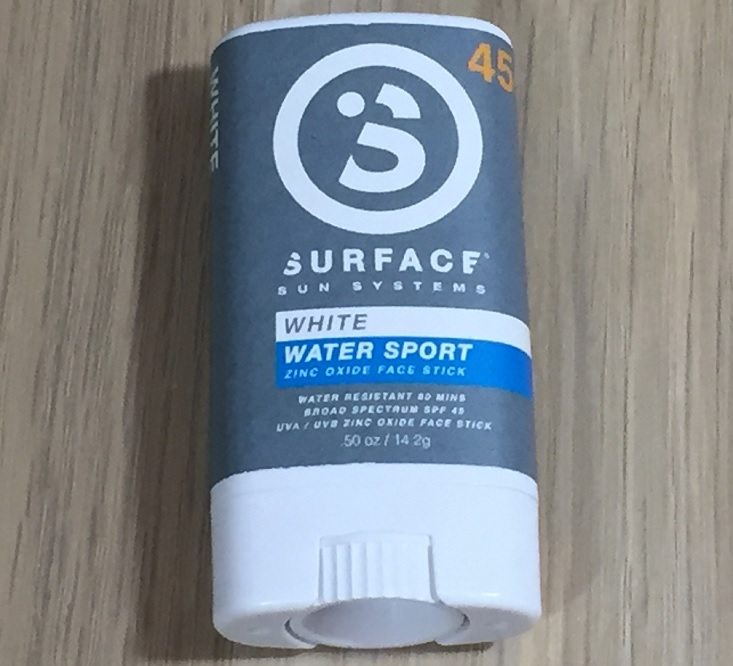 45
WHITE
S
SURFACE®
SUN SYSTEMS
WHITE
WATER SPORT
ZINC OXIDE FACE STICK
WATER RESISTANT 80 MINS
BROAD SPECTRUM SPF 45
UVA / UVB ZINC OXIDE FACE STICK
.50 oz / 14.2g